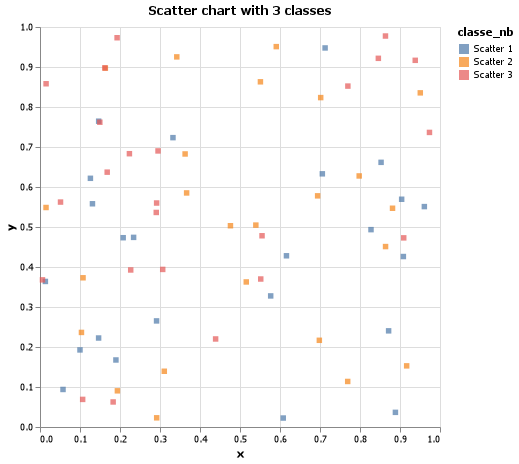 Scatter chart with 3 classes
classe_nb
Scatter 1
Scatter 2
Scatter 3
1.0
0.9
0.8
0.7
0.6
0.5
0.4
0.3
0.2
0.1
0.0
y
0.0 0.1 0.2 0.3 0.4 0.5 0.6 0.7 0.8 0.9 1.0
x